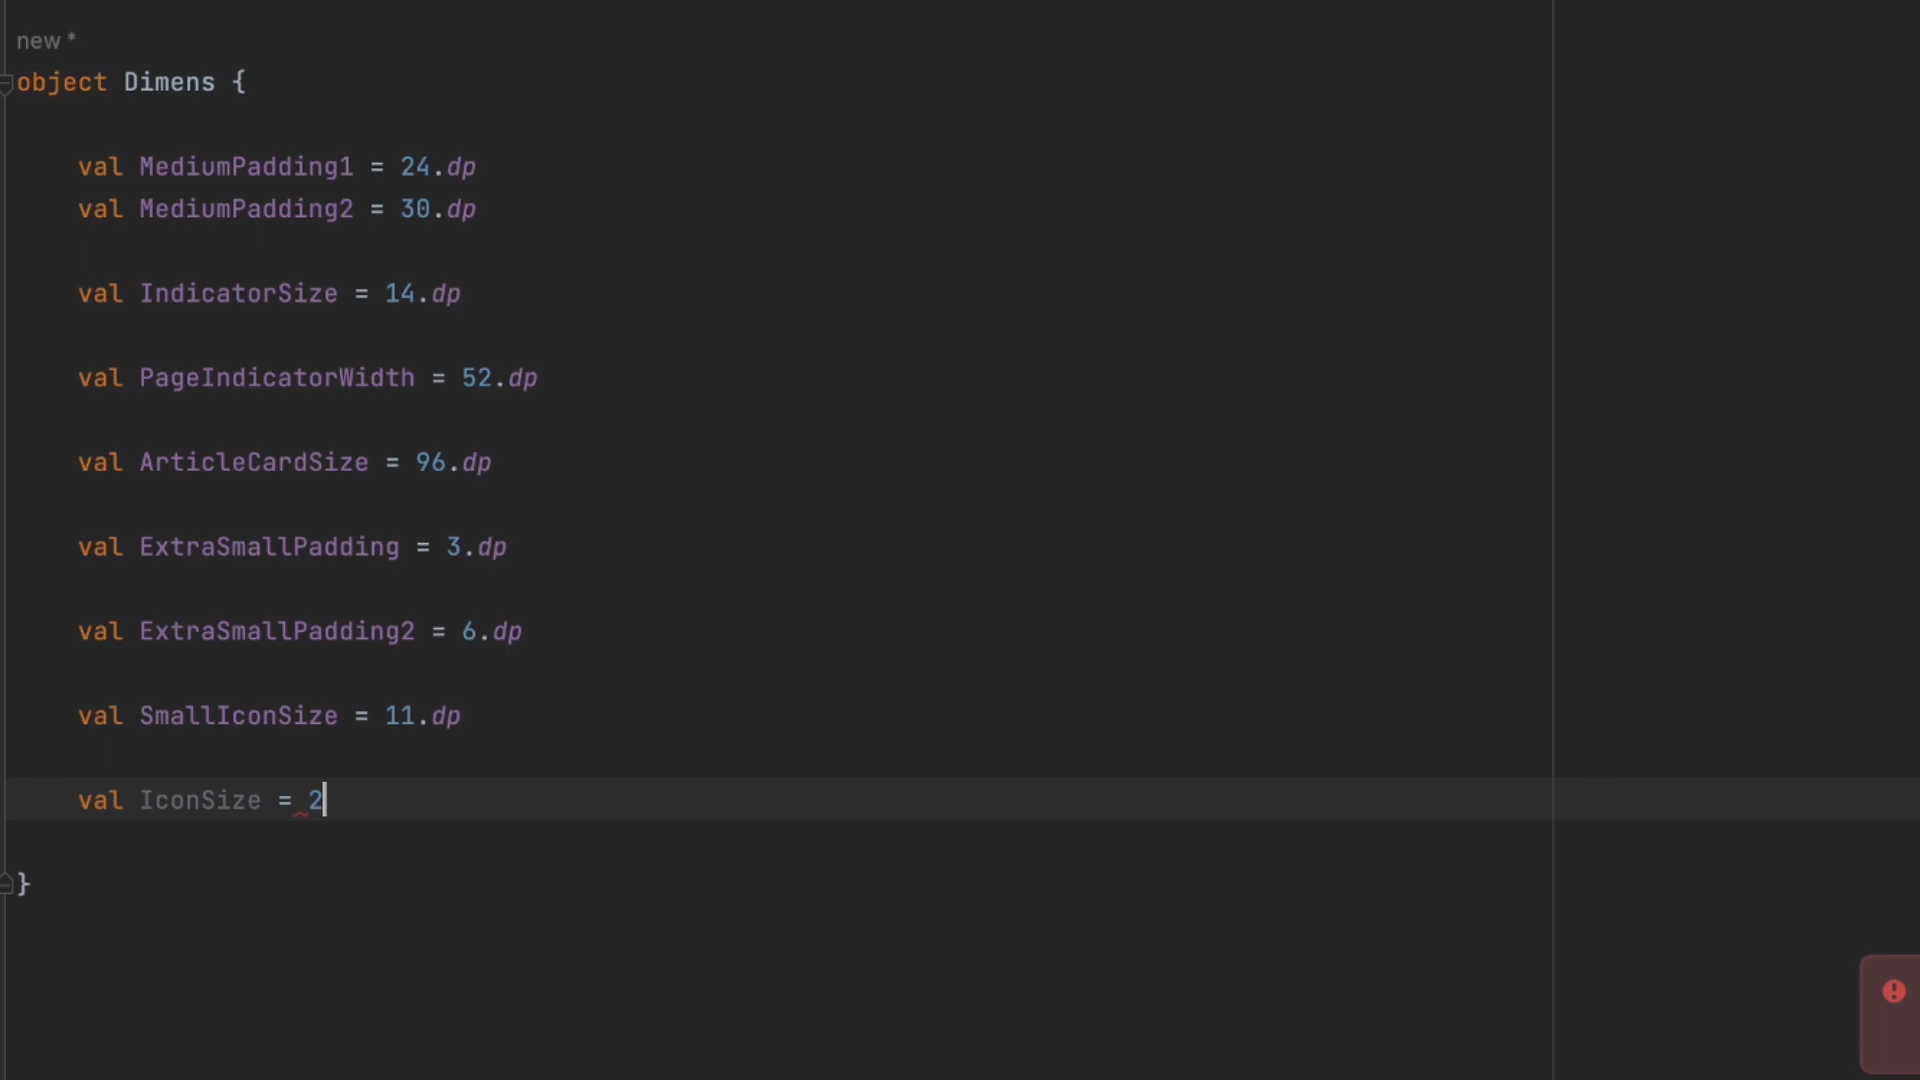 new *
object Dimens {
val MediumPadding1 = 24.dp
val MediumPadding2 = 30.dp
val IndicatorSize = 14.dp
val PageIndicatorWidth = 52.dp
val ArticleCardSize = 96.dp
val ExtraSmallPadding = 3.dp
val ExtraSmallPadding2 = 6.dp
val SmallIconSize = 11.dp
val IconSize = 2
}